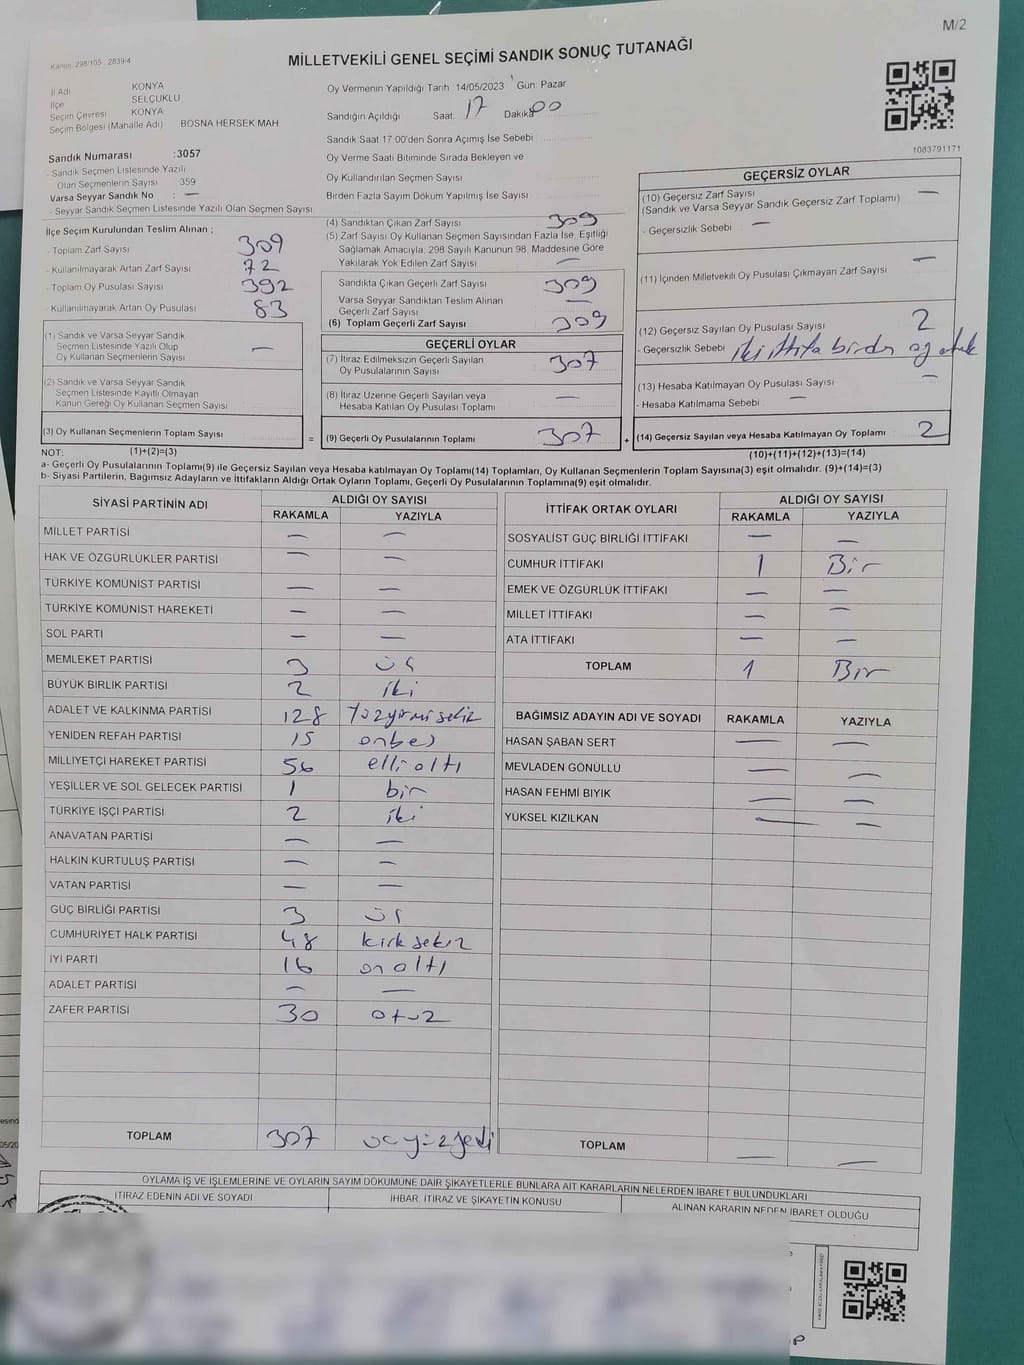 M/2
Kanun, 298/105 , 2839/4
MİLLETVEKİLİ GENEL SEÇİMİ SANDIK SONUÇ TUTANAĞI
İl Adı KONYA
İlçe SELÇUKLU
Seçim Çevresi KONYA
Seçim Bölgesi (Mahalle Adı) BOSNA HERSEK MAH
Sandık Numarası :3057
- Sandık Seçmen Listesinde Yazılı
Olan Seçmenlerin Sayısı 359
Varsa Seyyar Sandık No : —
- Seyyar Sandık Seçmen Listesinde Yazılı Olan Seçmen Sayısı
İlçe Seçim Kurulundan Teslim Alınan ;
- Toplam Zarf Sayısı 309
- Kullanılmayarak Artan Zarf Sayısı 72
- Toplam Oy Pusulası Sayısı 392
- Kullanılmayarak Artan Oy Pusulası 83
(1) Sandık ve Varsa Seyyar Sandık
Seçmen Listesinde Yazılı Olup
Oy Kullanan Seçmenlerin Sayısı —
(2) Sandık ve Varsa Seyyar Sandık
Seçmen Listesinde Kayıtlı Olmayan
Kanun Gereği Oy Kullanan Seçmen Sayısı
(3) Oy Kullanan Seçmenlerin Toplam Sayısı
Oy Vermenin Yapıldığı Tarih 14/05/2023 Gün Pazar
Sandığın Açıldığı Saat 17 Dakika 00
Sandık Saat 17 00'den Sonra Açımış İse Sebebi
Oy Verme Saati Bitiminde Sırada Bekleyen ve
Oy Kullandırılan Seçmen Sayısı
Birden Fazla Sayım Döküm Yapılmış İse Sayısı
(4) Sandıktan Çıkan Zarf Sayısı 309
(5) Zarf Sayısı Oy Kullanan Seçmen Sayısından Fazla İse, Eşitliği
Sağlamak Amacıyla, 298 Sayılı Kanunun 98. Maddesine Göre
Yakılarak Yok Edilen Zarf Sayısı —
Sandıkta Çıkan Geçerli Zarf Sayısı 309
Varsa Seyyar Sandıktan Teslim Alınan
Geçerli Zarf Sayısı —
(6) Toplam Geçerli Zarf Sayısı 309
GEÇERLİ OYLAR
(7) İtiraz Edilmeksizin Geçerli Sayılan
Oy Pusulalarının Sayısı 307
(8) İtiraz Üzerine Geçerli Sayılan veya
Hesaba Katılan Oy Pusulası Toplamı —
= (9) Geçerli Oy Pusulalarının Toplamı 307
1083791171
GEÇERSİZ OYLAR
(10) Geçersiz Zarf Sayısı —
(Sandık ve Varsa Seyyar Sandık Geçersiz Zarf Toplamı)
- Geçersizlik Sebebi —
(11) İçinden Milletvekili Oy Pusulası Çıkmayan Zarf Sayısı —
(12) Geçersiz Sayılan Oy Pusulası Sayısı 2
- Geçersizlik Sebebi iki ittifa birden oy atmak
(13) Hesaba Katılmayan Oy Pusulası Sayısı —
- Hesaba Katılmama Sebebi —
+ (14) Geçersiz Sayılan veya Hesaba Katılmayan Oy Toplamı 2
NOT: (1)+(2)=(3) (10)+(11)+(12)+(13)=(14)
a- Geçerli Oy Pusulalarının Toplamı(9) ile Geçersiz Sayılan veya Hesaba katılmayan Oy Toplamı(14) Toplamları, Oy Kullanan Seçmenlerin Toplam Sayısına(3) eşit olmalıdır. (9)+(14)=(3)
b- Siyasi Partilerin, Bağımsız Adayların ve İttifakların Aldığı Ortak Oyların Toplamı, Geçerli Oy Pusulalarının Toplamına(9) eşit olmalıdır.
SİYASİ PARTİNİN ADI ALDIĞI OY SAYISI
RAKAMLA YAZIYLA
MİLLET PARTİSİ — —
HAK VE ÖZGÜRLÜKLER PARTİSİ — —
TÜRKİYE KOMÜNİST PARTİSİ — —
TÜRKİYE KOMÜNİST HAREKETİ — —
SOL PARTİ — —
MEMLEKET PARTİSİ 3 üç
BÜYÜK BİRLİK PARTİSİ 2 iki
ADALET VE KALKINMA PARTİSİ 128 Yüzyirmisekiz
YENİDEN REFAH PARTİSİ 15 onbeş
MİLLİYETÇİ HAREKET PARTİSİ 56 elli altı
YEŞİLLER VE SOL GELECEK PARTİSİ 1 bir
TÜRKİYE İŞÇİ PARTİSİ 2 iki
ANAVATAN PARTİSİ — —
HALKIN KURTULUŞ PARTİSİ — —
VATAN PARTİSİ — —
GÜÇ BİRLİĞİ PARTİSİ 3 üç
CUMHURİYET HALK PARTİSİ 48 kırk sekiz
İYİ PARTİ 16 on altı
ADALET PARTİSİ — —
ZAFER PARTİSİ 30 otuz
TOPLAM 307 üçyüzyedi
İTTİFAK ORTAK OYLARI ALDIĞI OY SAYISI
RAKAMLA YAZIYLA
SOSYALİST GÜÇ BİRLİĞİ İTTİFAKI — —
CUMHUR İTTİFAKI 1 Bir
EMEK VE ÖZGÜRLÜK İTTİFAKI — —
MİLLET İTTİFAKI — —
ATA İTTİFAKI — —
TOPLAM 1 Bir
BAĞIMSIZ ADAYIN ADI VE SOYADI RAKAMLA YAZIYLA
HASAN ŞABAN SERT — —
MEVLADEN GÖNÜLLÜ — —
HASAN FEHMİ BIYIK — —
YÜKSEL KIZILKAN — —
TOPLAM — —
OYLAMA İŞ VE İŞLEMLERİNE VE OYLARIN SAYIM DÖKÜMÜNE DAİR ŞİKAYETLERLE BUNLARA AİT KARARLARIN NELERDEN İBARET BULUNDUKLARI
İTİRAZ EDENİN ADI VE SOYADI İHBAR, İTİRAZ VE ŞİKAYETİN KONUSU ALINAN KARARIN NEDEN İBARET OLDUĞU